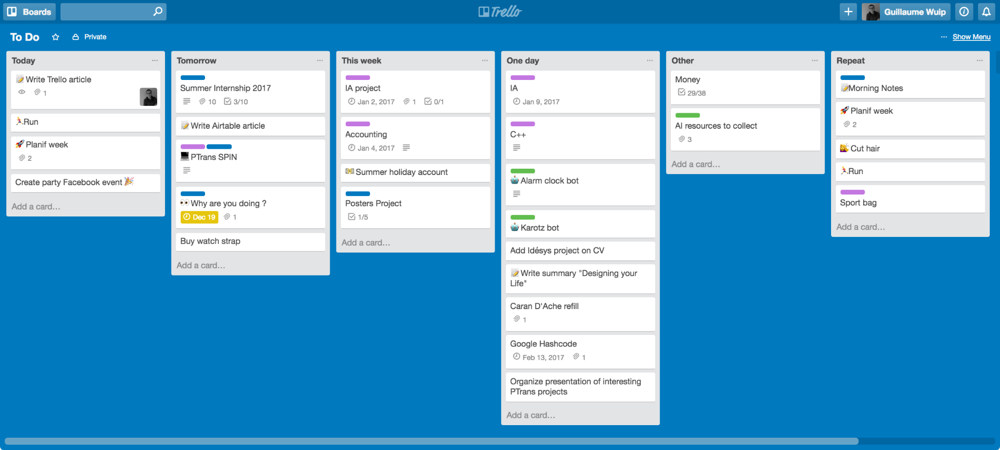 Boards
Trello
Guillaume Wuip
To Do
Private
... Show Menu
Today
Write Trello article
1
Run
Planif week
2
Create party Facebook event
Add a card…
Tomorrow
Summer Internship 2017
10 3/10
Write Airtable article
PTrans SPIN
Why are you doing ?
Dec 19 1
Buy watch strap
Add a card…
This week
IA project
Jan 2, 2017 1 0/1
Accounting
Jan 4, 2017
Summer holiday account
Posters Project
1/5
Add a card…
One day
IA
Jan 9, 2017
C++
Alarm clock bot
Karotz bot
Add Idésys project on CV
Write summary "Designing your
Life"
Caran D'Ache refill
1
Google Hashcode
Feb 13, 2017 1
Organize presentation of interesting
PTrans projects
Add a card…
Other
Money
29/38
AI resources to collect
3
Add a card…
Repeat
Morning Notes
Planif week
2
Cut hair
Run
Sport bag
Add a card…